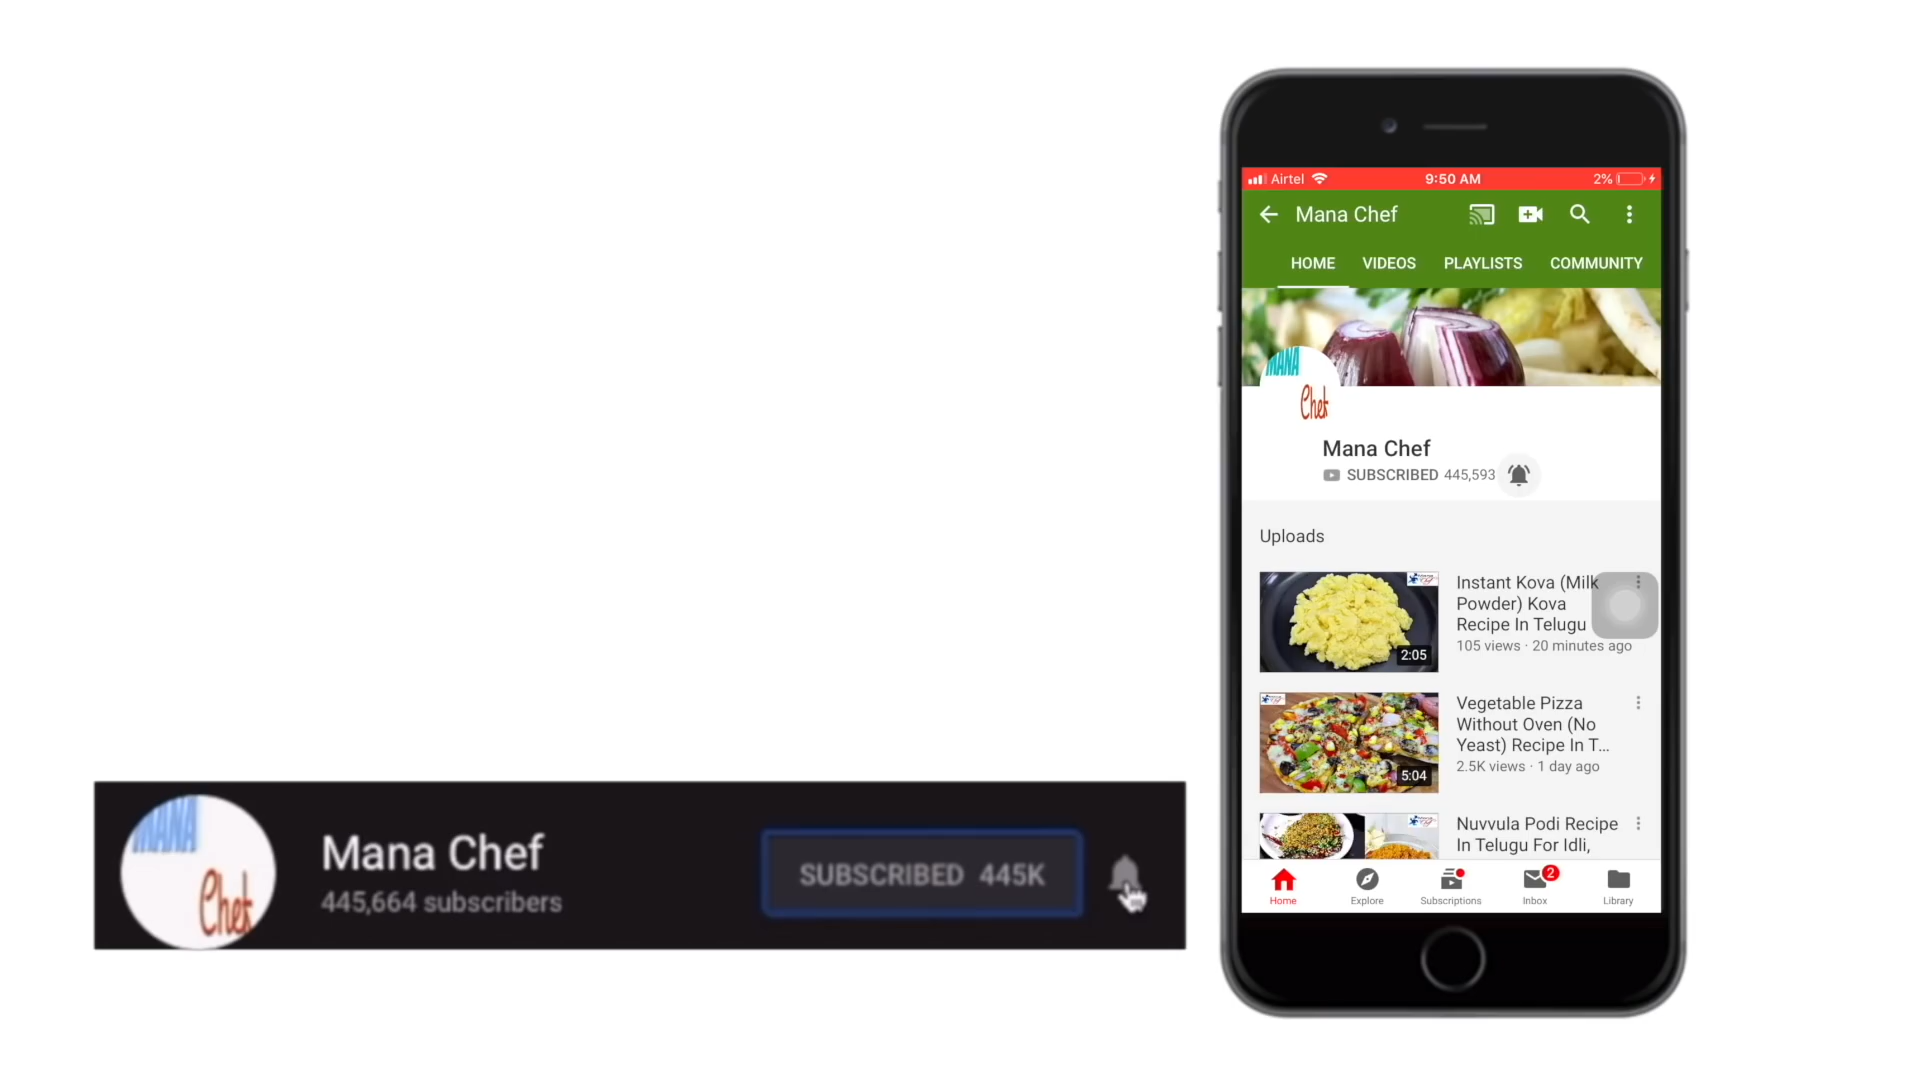 MANA
Chef
Mana Chef
445,664 subscribers
SUBSCRIBED 445K
Airtel
9:50 AM
2%
Mana Chef
HOME VIDEOS PLAYLISTS COMMUNITY
MANA
Chef
Mana Chef
SUBSCRIBED 445,593
Uploads
2:05
Instant Kova (Milk
Powder) Kova
Recipe In Telugu
105 views · 20 minutes ago
5:04
Vegetable Pizza
Without Oven (No
Yeast) Recipe In T...
2.5K views · 1 day ago
Nuvvula Podi Recipe
In Telugu For Idli,
2
Home Explore Subscriptions Inbox Library